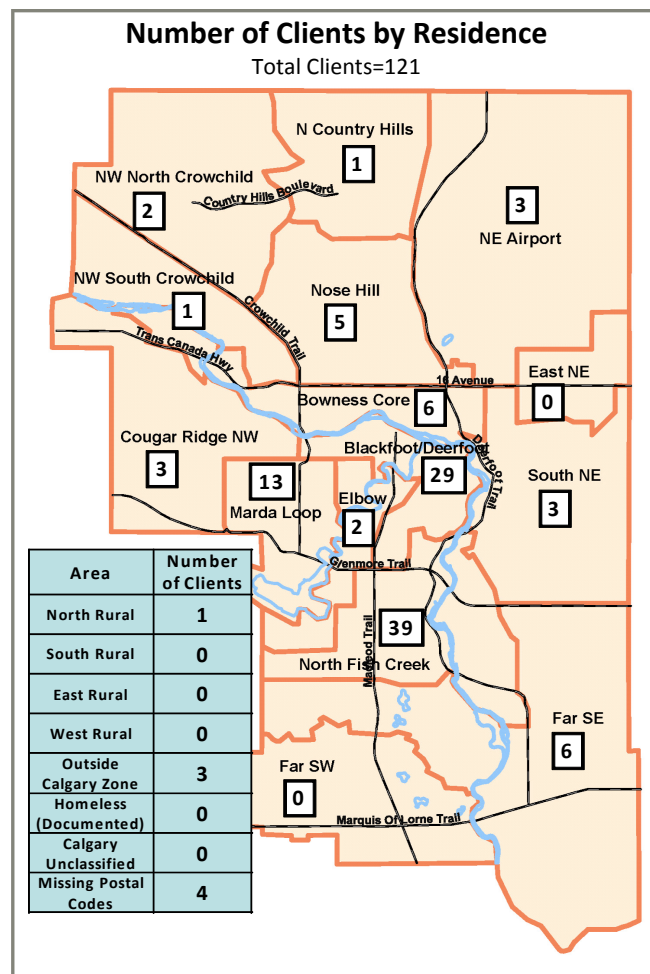 Number of Clients by Residence
Total Clients=121
N Country Hills
1
NW North Crowchild
2
Country Hills Boulevard
3
NE Airport
NW South Crowchild
1
Crowchild Trail
Nose Hill
5
Trans Canada Hwy
16 Avenue
East NE
0
Bowness Core
6
Cougar Ridge NW
3
Blackfoot/Deerfoot
29
Deerfoot Trail
13
Marda Loop
Elbow
2
South NE
3
Glenmore Trail
39
North Fish Creek
Macleod Trail
Far SE
6
Far SW
0
Marquis Of Lorne Trail
Area Number of Clients
North Rural 1
South Rural 0
East Rural 0
West Rural 0
Outside Calgary Zone 3
Homeless (Documented) 0
Calgary Unclassified 0
Missing Postal Codes 4